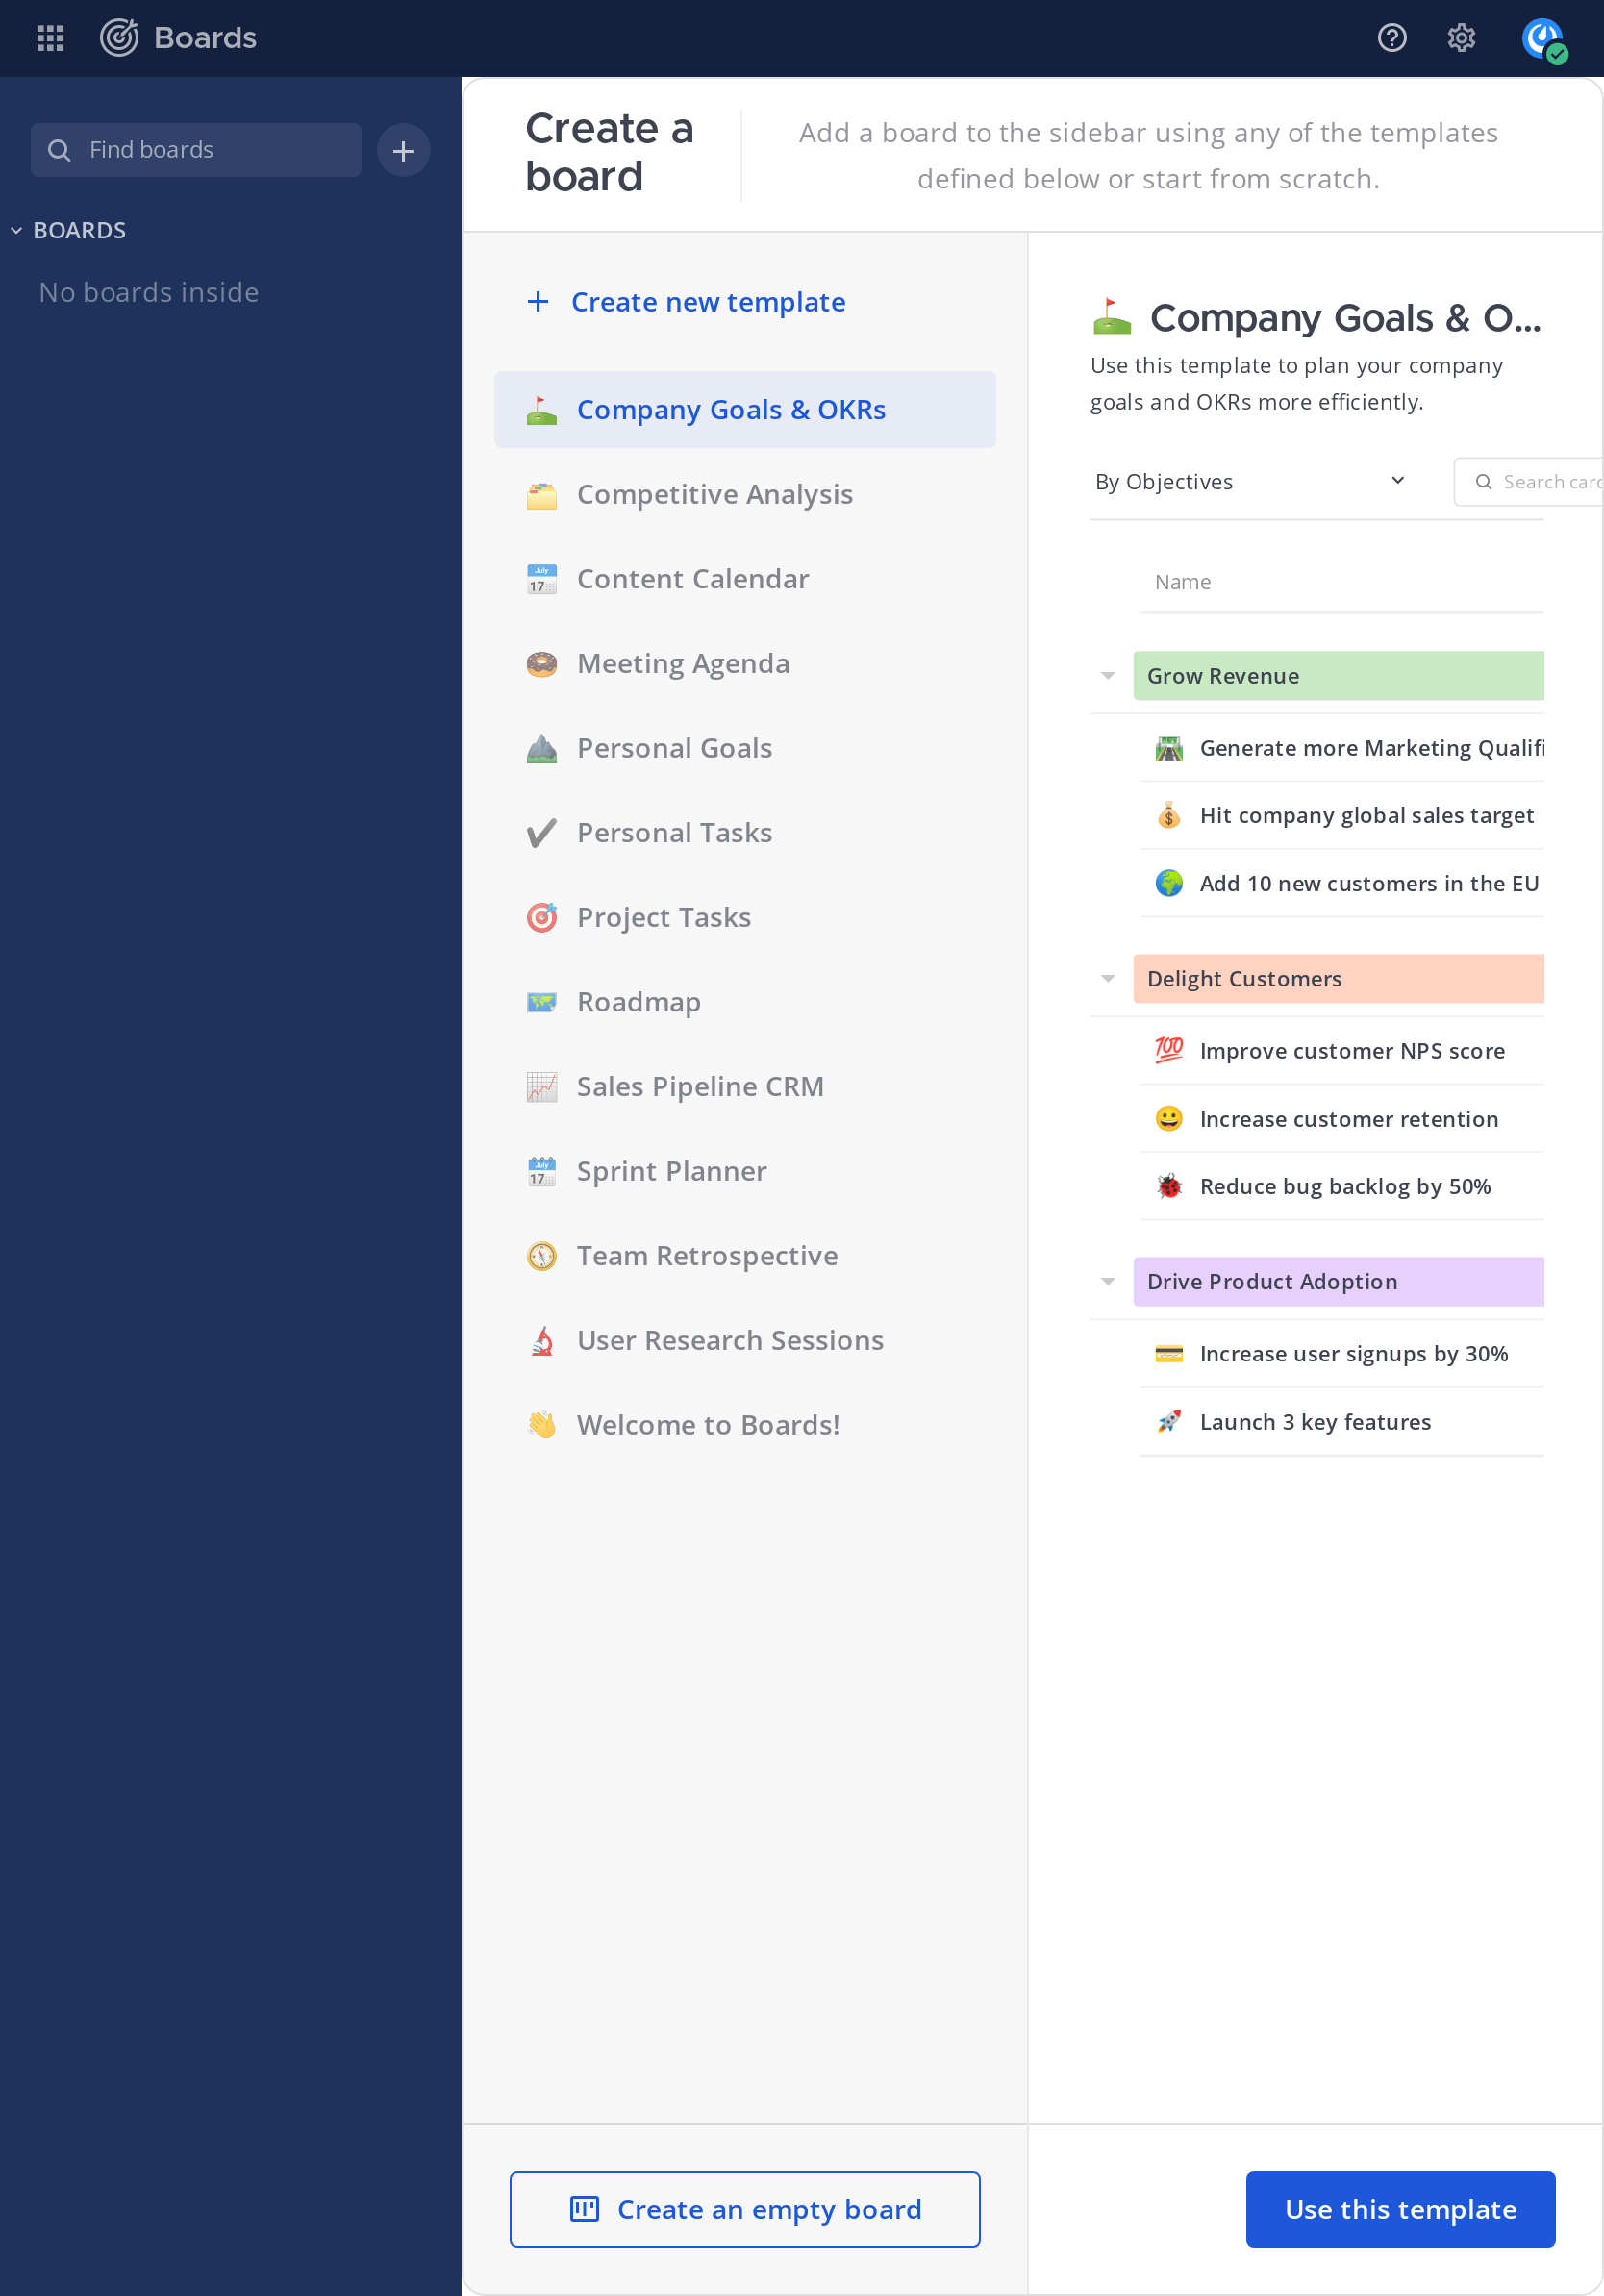 Boards
Find boards
BOARDS
No boards inside
Create a
board
Add a board to the sidebar using any of the templates
defined below or start from scratch.
Create new template
Company Goals & OKRs
Competitive Analysis
Content Calendar
Meeting Agenda
Personal Goals
Personal Tasks
Project Tasks
Roadmap
Sales Pipeline CRM
Sprint Planner
Team Retrospective
User Research Sessions
Welcome to Boards!
Create an empty board
Company Goals & O...
Use this template to plan your company
goals and OKRs more efficiently.
By Objectives
Search card
Name
Grow Revenue
Generate more Marketing Qualifi
Hit company global sales target
Add 10 new customers in the EU
Delight Customers
Improve customer NPS score
Increase customer retention
Reduce bug backlog by 50%
Drive Product Adoption
Increase user signups by 30%
Launch 3 key features
Use this template